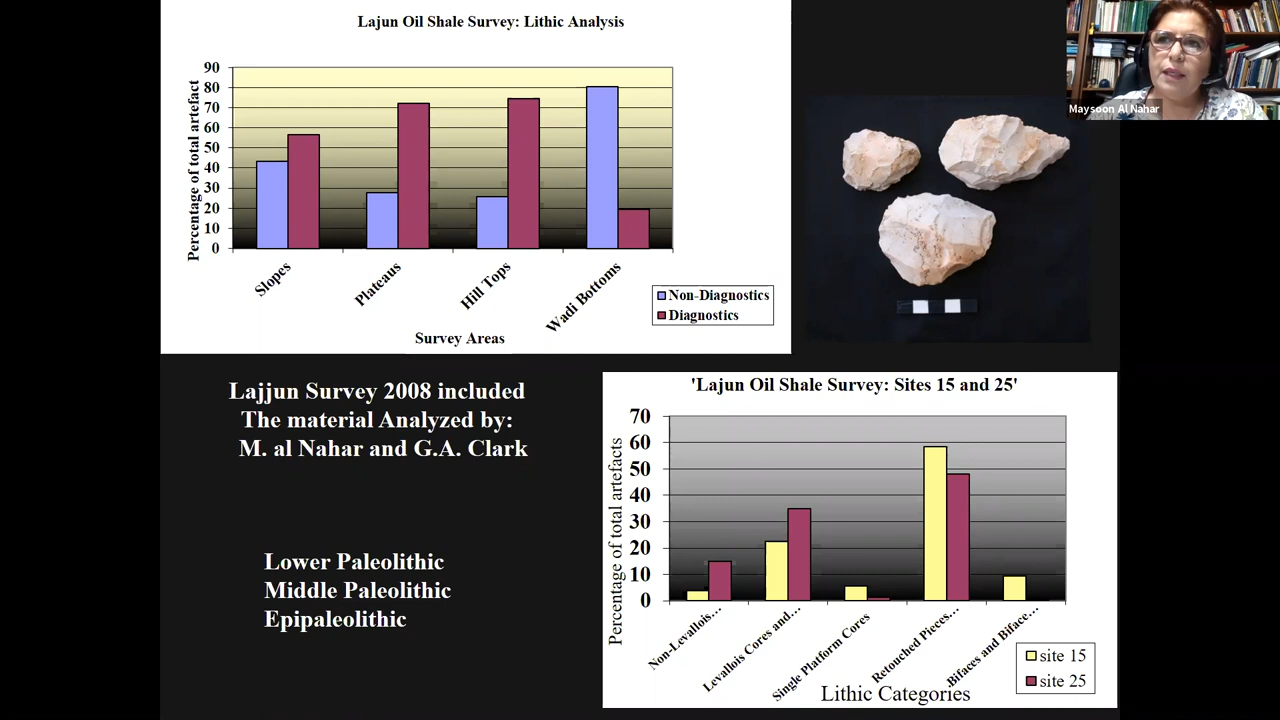 Lajun Oil Shale Survey: Lithic Analysis
Percentage of total artefact
90
80
70
60
50
40
30
20
10
0
Slopes
Plateaus
Hill Tops
Wadi Bottoms
Non-Diagnostics
Diagnostics
Survey Areas
Maysoon Al Nahar
Lajjun Survey 2008 included
The material Analyzed by:
M. al Nahar and G.A. Clark
Lower Paleolithic
Middle Paleolithic
Epipaleolithic
'Lajun Oil Shale Survey: Sites 15 and 25'
Percentage of total artefacts
70
60
50
40
30
20
10
0
Non-Levallois…
Levallois Cores and…
Single Platform Cores
Retouched Pieces…
Bifaces and Biface…
site 15
site 25
Lithic Categories